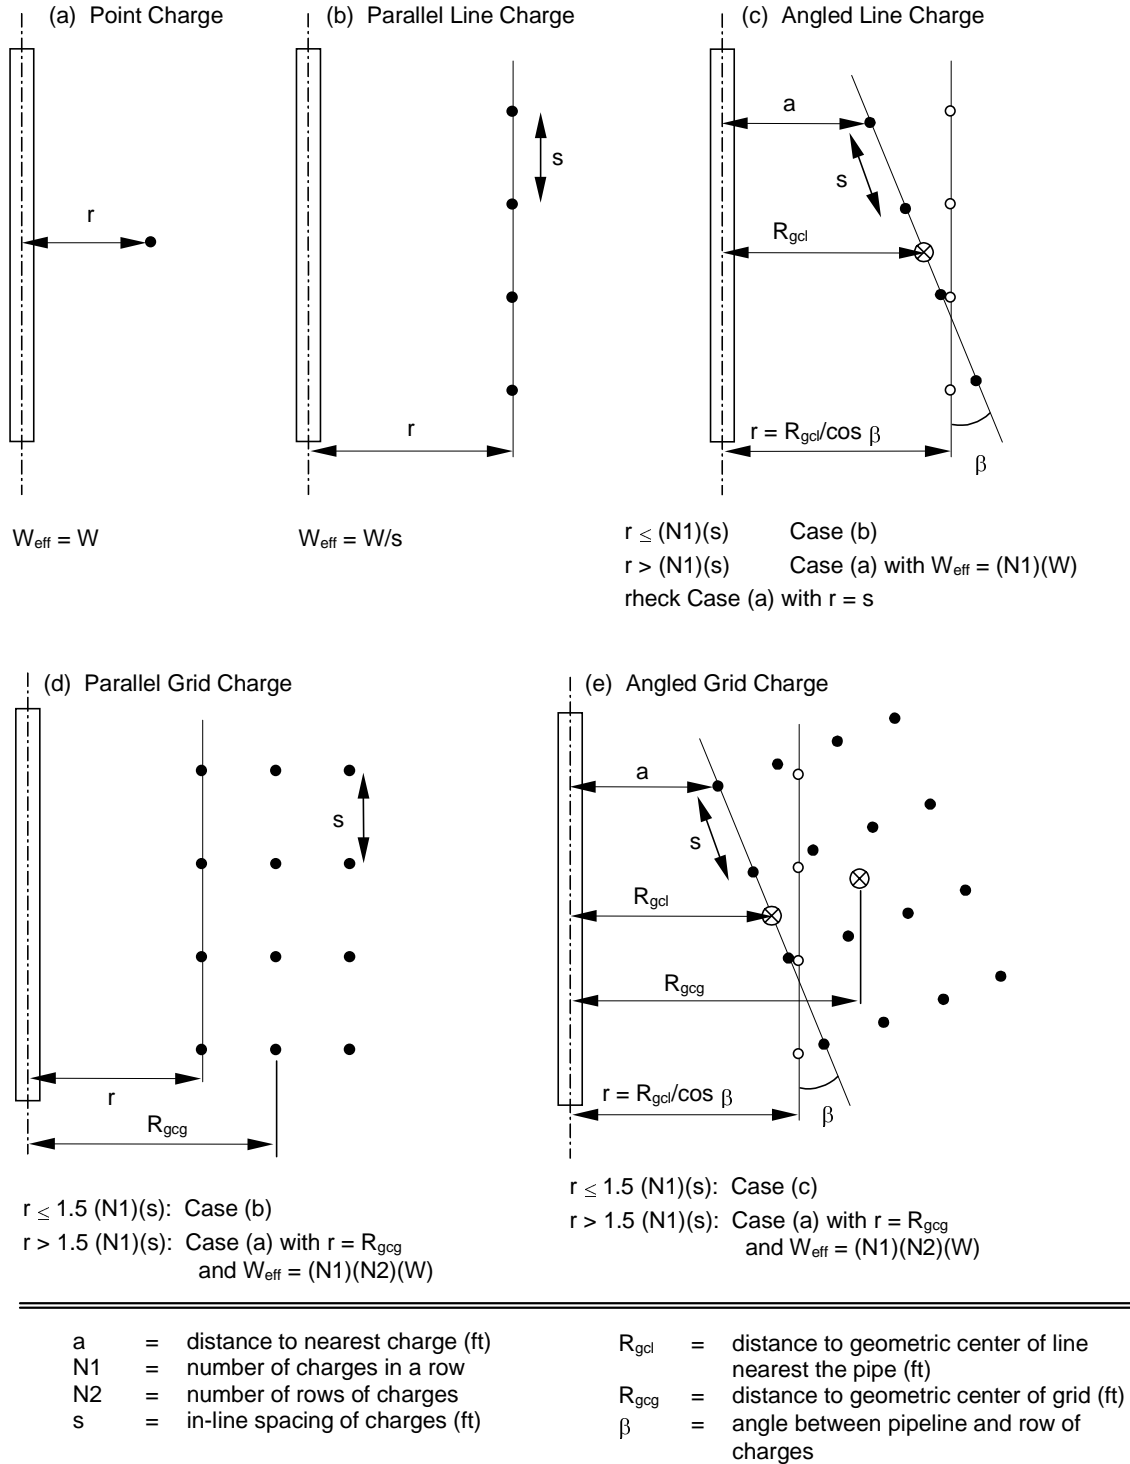 (a) Point Charge
(b) Parallel Line Charge
(c) Angled Line Charge
r
s
r
a
s
Rgcl
r = Rgcl/cos β
β
Weff = W
Weff = W/s
r ≤ (N1)(s) Case (b)
r > (N1)(s) Case (a) with Weff = (N1)(W)
rheck Case (a) with r = s
(d) Parallel Grid Charge
(e) Angled Grid Charge
s
r
Rgcg
a
s
Rgcl
Rgcg
r = Rgcl/cos β
β
r ≤ 1.5 (N1)(s): Case (b)
r > 1.5 (N1)(s): Case (a) with r = Rgcg
and Weff = (N1)(N2)(W)
r ≤ 1.5 (N1)(s): Case (c)
r > 1.5 (N1)(s): Case (a) with r = Rgcg
and Weff = (N1)(N2)(W)
a = distance to nearest charge (ft)
N1 = number of charges in a row
N2 = number of rows of charges
s = in-line spacing of charges (ft)
Rgcl = distance to geometric center of line
nearest the pipe (ft)
Rgcg = distance to geometric center of grid (ft)
β = angle between pipeline and row of
charges